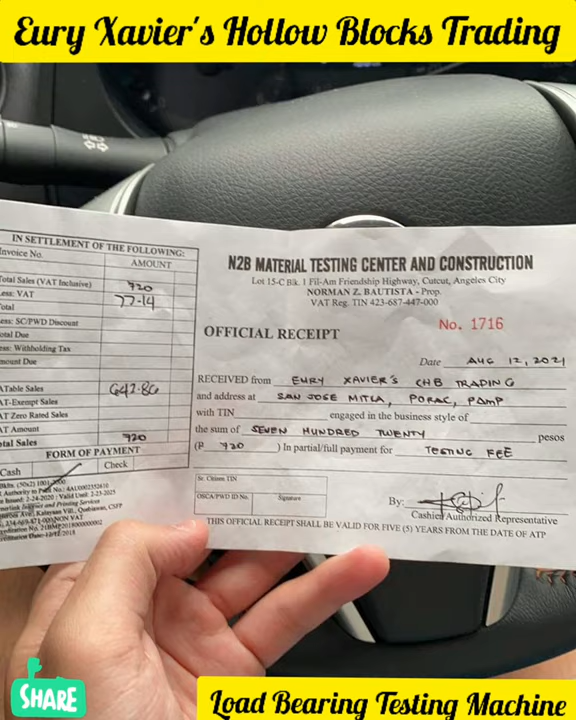 Eury Xavier's Hollow Blocks Trading
IN SETTLEMENT OF THE FOLLOWING:
Invoice No. AMOUNT
Total Sales (VAT Inclusive) 720
Less: VAT 77-14
Total
Less: SC/PWD Discount
Total Due
Less: Withholding Tax
Amount Due
VATable Sales 642.86
VAT-Exempt Sales
VAT Zero Rated Sales
VAT Amount
Total Sales 720
FORM OF PAYMENT
Cash Check
N2B MATERIAL TESTING CENTER AND CONSTRUCTION
Lot 15-C Blk. 1 Fil-Am Friendship Highway, Cutcut, Angeles City
NORMAN Z. BAUTISTA - Prop.
VAT Reg. TIN 423-687-447-000
OFFICIAL RECEIPT No. 1716
Date AUG 12, 2021
RECEIVED from EURY XAVIER'S CHB TRADING
and address at SAN JOSE MITLA, PORAC, PAMP
with TIN engaged in the business style of
the sum of SEVEN HUNDRED TWENTY pesos
(P 720 ) In partial/full payment for TESTING FEE
Sr. Citizen TIN
OSCA/PWD ID No. Signature
By:
Cashier/Authorized Representative
THIS OFFICIAL RECEIPT SHALL BE VALID FOR FIVE (5) YEARS FROM THE DATE OF ATP
SHARE
Load Bearing Testing Machine